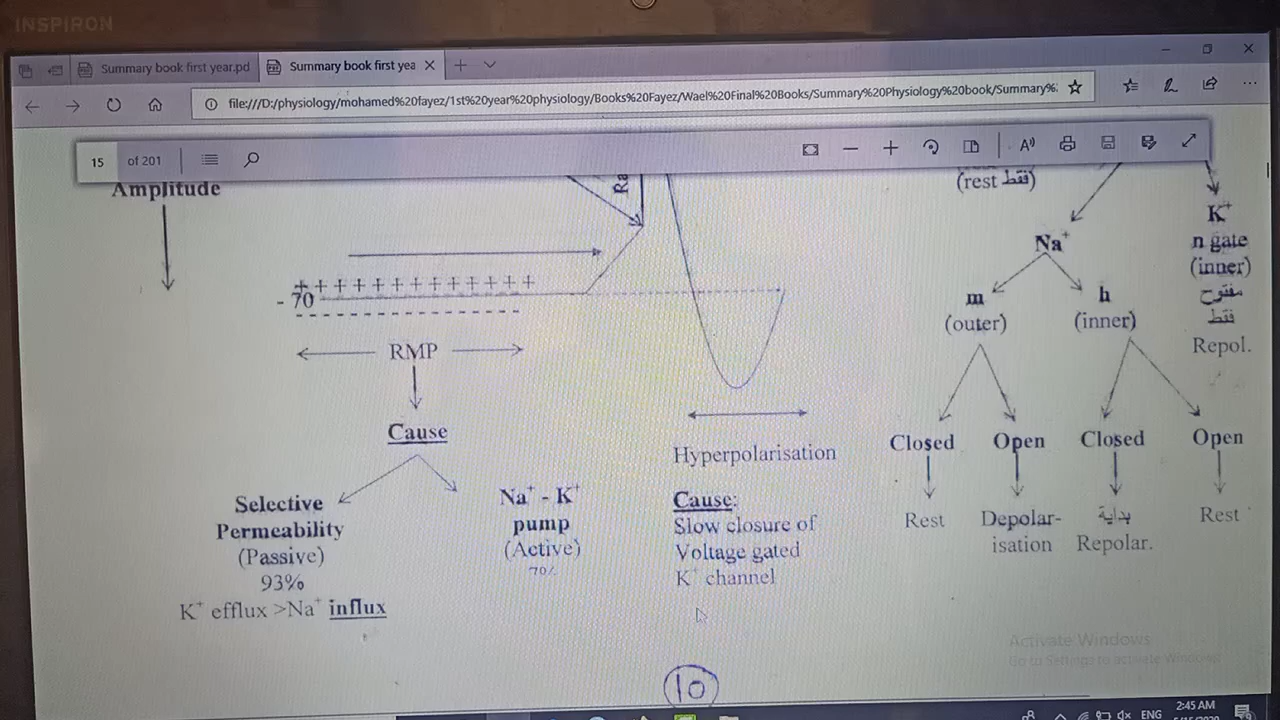 INSPIRON
Summary book first year.pd
Summary book first yea
file:///D:/physiology/mohamed%20fayez/1st%20year%20physiology/Books%20Fayez/Wael%20Final%20Books/Summary%20Physiology%20book/Summary%
15 of 201
Amplitude
Ra
(rest فقط)
K+
n gate
(inner)
مفتوح
فقط
Repol.
Na+
m
(outer)
h
(inner)
+ + + + + + + + + + + + +
- 70
RMP
Cause
Selective
Permeability
(Passive)
93%
K+ efflux >Na+ influx
Na+ - K+
pump
(Active)
Hyperpolarisation
Cause:
Slow closure of
Voltage gated
K+ channel
Closed
Rest
Open
Depolar-
isation
Closed
بداية
Repolar.
Open
Rest
Activate Windows
Go to Settings to activate Windows.
10
ENG
2:45 AM